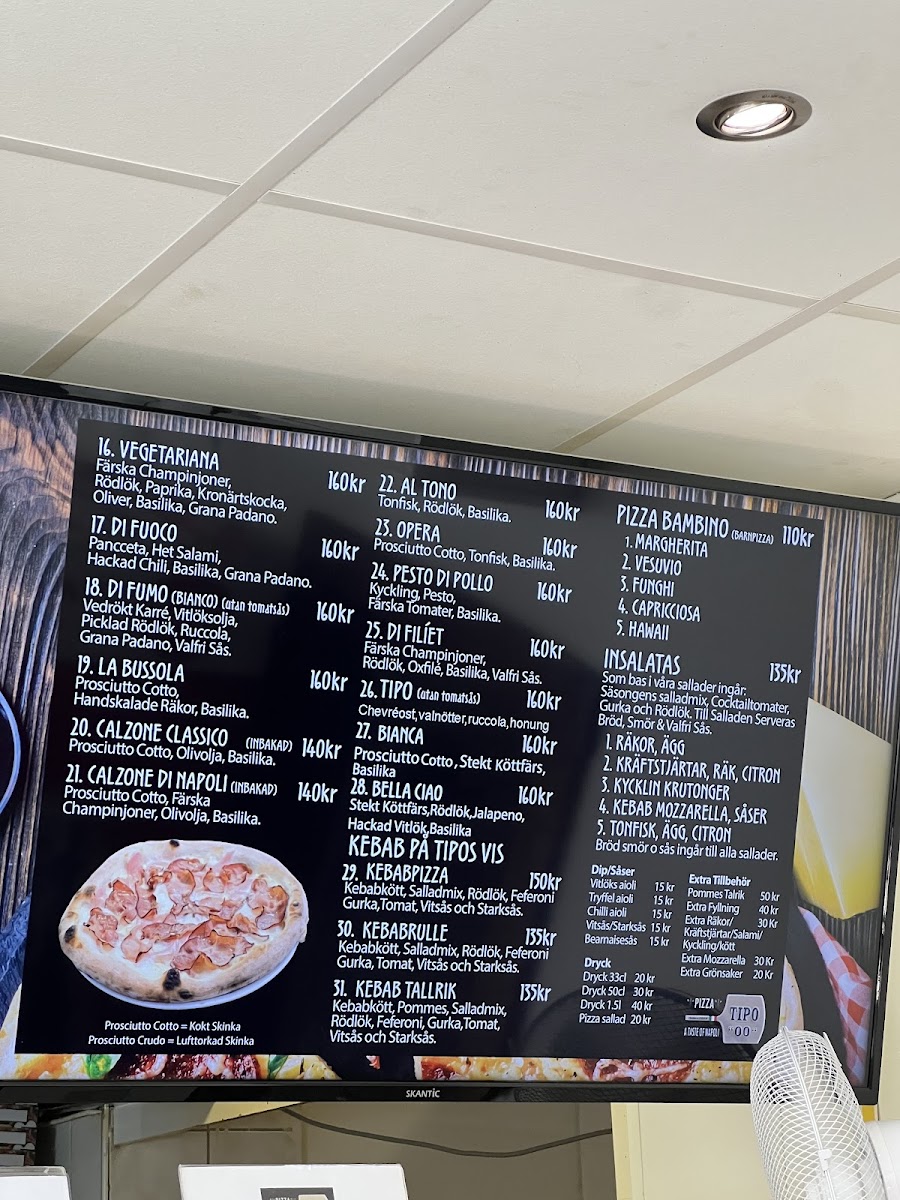 16. VEGETARIANA 160kr
Färska Champinjoner,
Rödlök, Paprika, Kronärtskocka,
Oliver, Basilika, Grana Padano.
17. DI FUOCO 160kr
Pancceta, Het Salami,
Hackad Chili, Basilika, Grana Padano.
18. DI FUMO (BIANCO) (utan tomatsås) 160kr
Vedrökt Karré, Vitlöksolja,
Picklad Rödlök, Ruccola,
Grana Padano, Valfri Sås.
19. LA BUSSOLA 160kr
Prosciutto Cotto,
Handskalade Räkor, Basilika.
20. CALZONE CLASSICO (INBAKAD) 140kr
Prosciutto Cotto, Olivolja, Basilika.
21. CALZONE DI NAPOLI (INBAKAD) 140kr
Prosciutto Cotto, Färska
Champinjoner, Olivolja, Basilika.
Prosciutto Cotto = Kokt Skinka
Prosciutto Crudo = Lufttorkad Skinka
22. AL TONO 160kr
Tonfisk, Rödlök, Basilika.
23. OPERA 160kr
Prosciutto Cotto, Tonfisk, Basilika.
24. PESTO DI POLLO 160kr
Kyckling, Pesto,
Färska Tomater, Basilika.
25. DI FILÍET 160kr
Färska Champinjoner,
Rödlök, Oxfilé, Basilika, Valfri Sås.
26. TIPO (utan tomatsås) 160kr
Chevréost, valnötter, ruccola, honung
27. BIANCA 160kr
Prosciutto Cotto, Stekt Köttfärs,
Basilika
28. BELLA CIAO 160kr
Stekt Köttfärs,Rödlök,Jalapeno,
Hackad Vitlök,Basilika
KEBAB PÅ TIPOS VIS
29. KEBABPIZZA 150kr
Kebabkött, Salladmix, Rödlök, Feferoni
Gurka,Tomat, Vitsås och Starksås.
30. KEBABRULLE 135kr
Kebabkött, Salladmix, Rödlök, Feferoni
Gurka, Tomat, Vitsås och Starksås.
31. KEBAB TALLRIK 135kr
Kebabkött, Pommes, Salladmix,
Rödlök, Feferoni, Gurka,Tomat,
Vitsås och Starksås.
PIZZA BAMBINO (BARNPIZZA) 110kr
1. MARGHERITA
2. VESUVIO
3. FUNGHI
4. CAPRICCIOSA
5. HAWAII
INSALATAS 135kr
Som bas i våra sallader ingår:
Säsongens salladmix, Cocktailtomater,
Gurka och Rödlök. Till Salladen Serveras
Bröd, Smör & Valfri Sås.
1. RÄKOR, ÄGG
2. KRÄFTSTJÄRTAR, RÄK, CITRON
3. KYCKLIN KRUTONGER
4. KEBAB MOZZARELLA, SÅSER
5. TONFISK, ÄGG, CITRON
Bröd smör o sås ingår till alla sallader.
Dip/Såser
Vitlöks aioli 15 kr
Tryffel aioli 15 kr
Chilli aioli 15 kr
Vitsås/Starksås 15 kr
Bearnaisesås 15 kr
Dryck
Dryck 33cl 20 kr
Dryck 50cl 30 kr
Dryck 1.5l 40 kr
Pizza sallad 20 kr
Extra Tillbehör
Pommes Talrik 50 kr
Extra Fyllning 40 kr
Extra Räkor/ 30 Kr
Kräftstjärtar/Salami/
Kyckling/kött
Extra Mozzarella 30 Kr
Extra Grönsaker 20 Kr
PIZZA
TIPO
"00"
A TASTE OF NAPOLI
SKANTIC
PIZZA